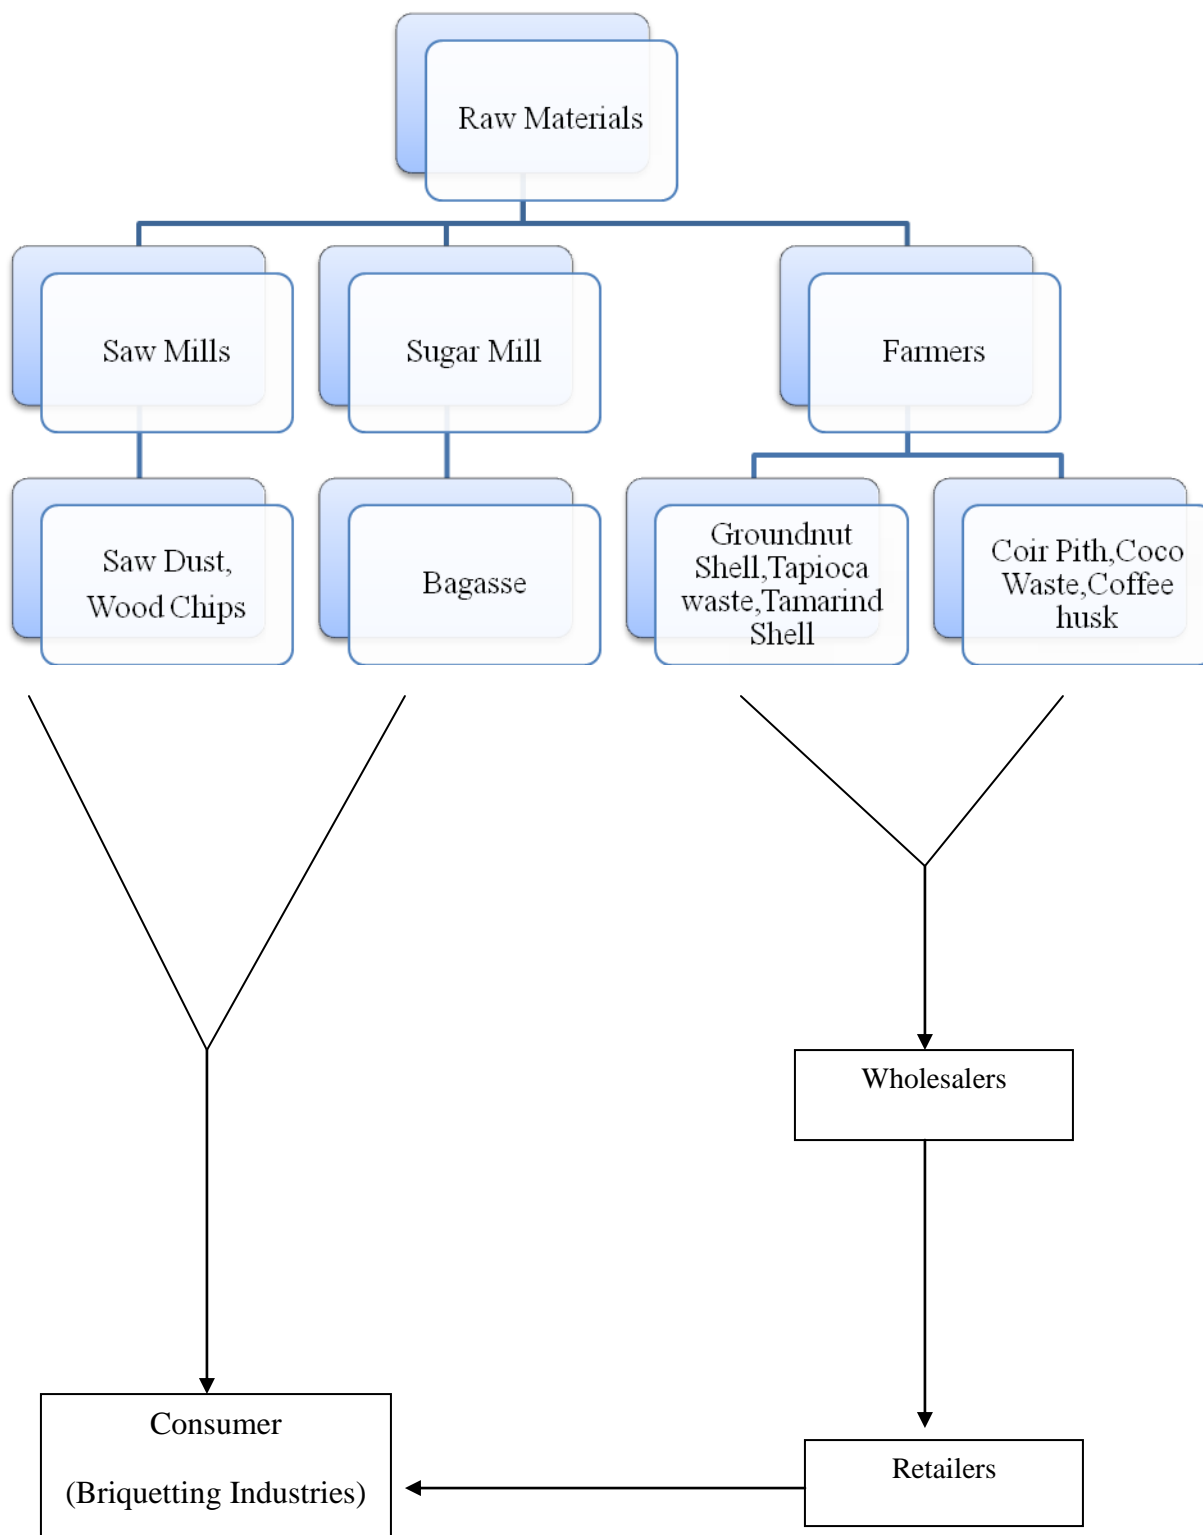 Raw Materials
Saw Mills
Sugar Mill
Farmers
Saw Dust,
Wood Chips
Bagasse
Groundnut
Shell,Tapioca
waste,Tamarind
Shell
Coir Pith,Coco
Waste,Coffee
husk
Wholesalers
Consumer
(Briquetting Industries)
Retailers